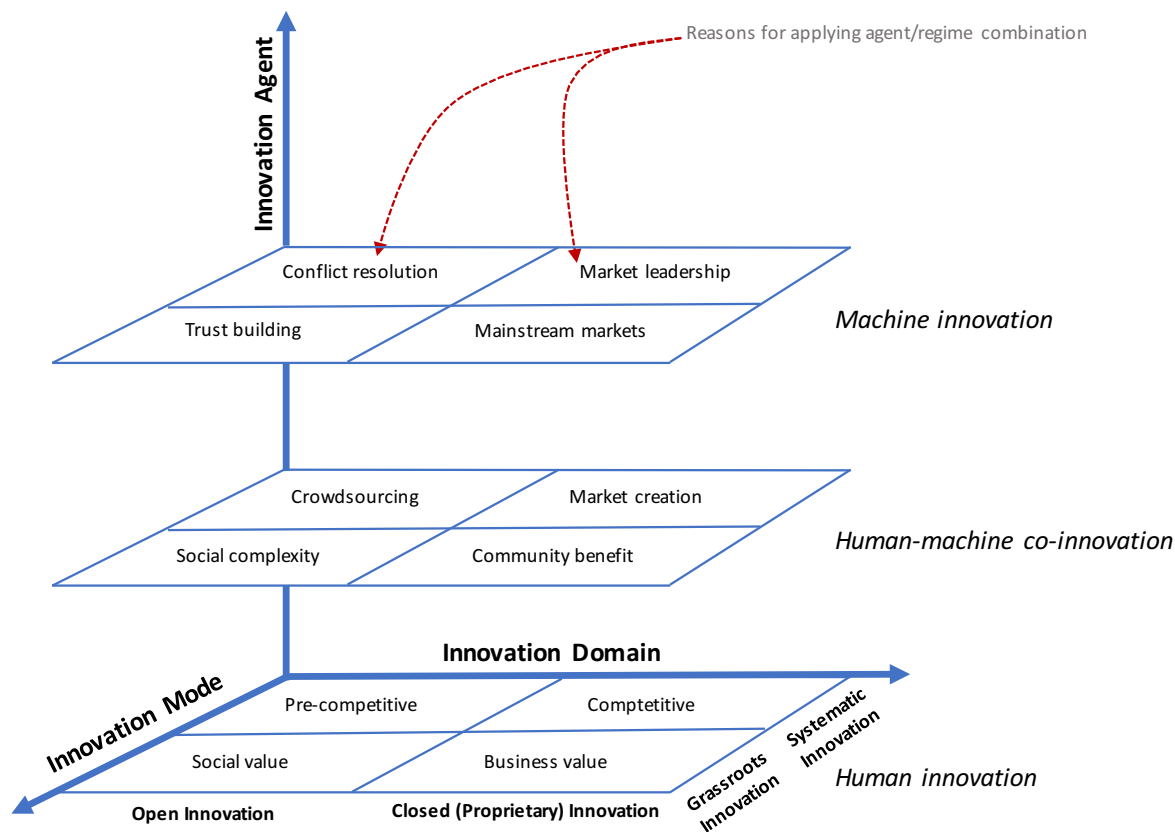 Reasons for applying agent/regime combination
Innovation Agent
Conflict resolution
Market leadership
Trust building
Mainstream markets
Machine innovation
Crowdsourcing
Market creation
Social complexity
Community benefit
Human-machine co-innovation
Innovation Domain
Innovation Mode
Pre-competitive
Comptetitive
Social value
Business value
Grassroots
Innovation
Systematic
Innovation
Human innovation
Open Innovation
Closed (Proprietary) Innovation